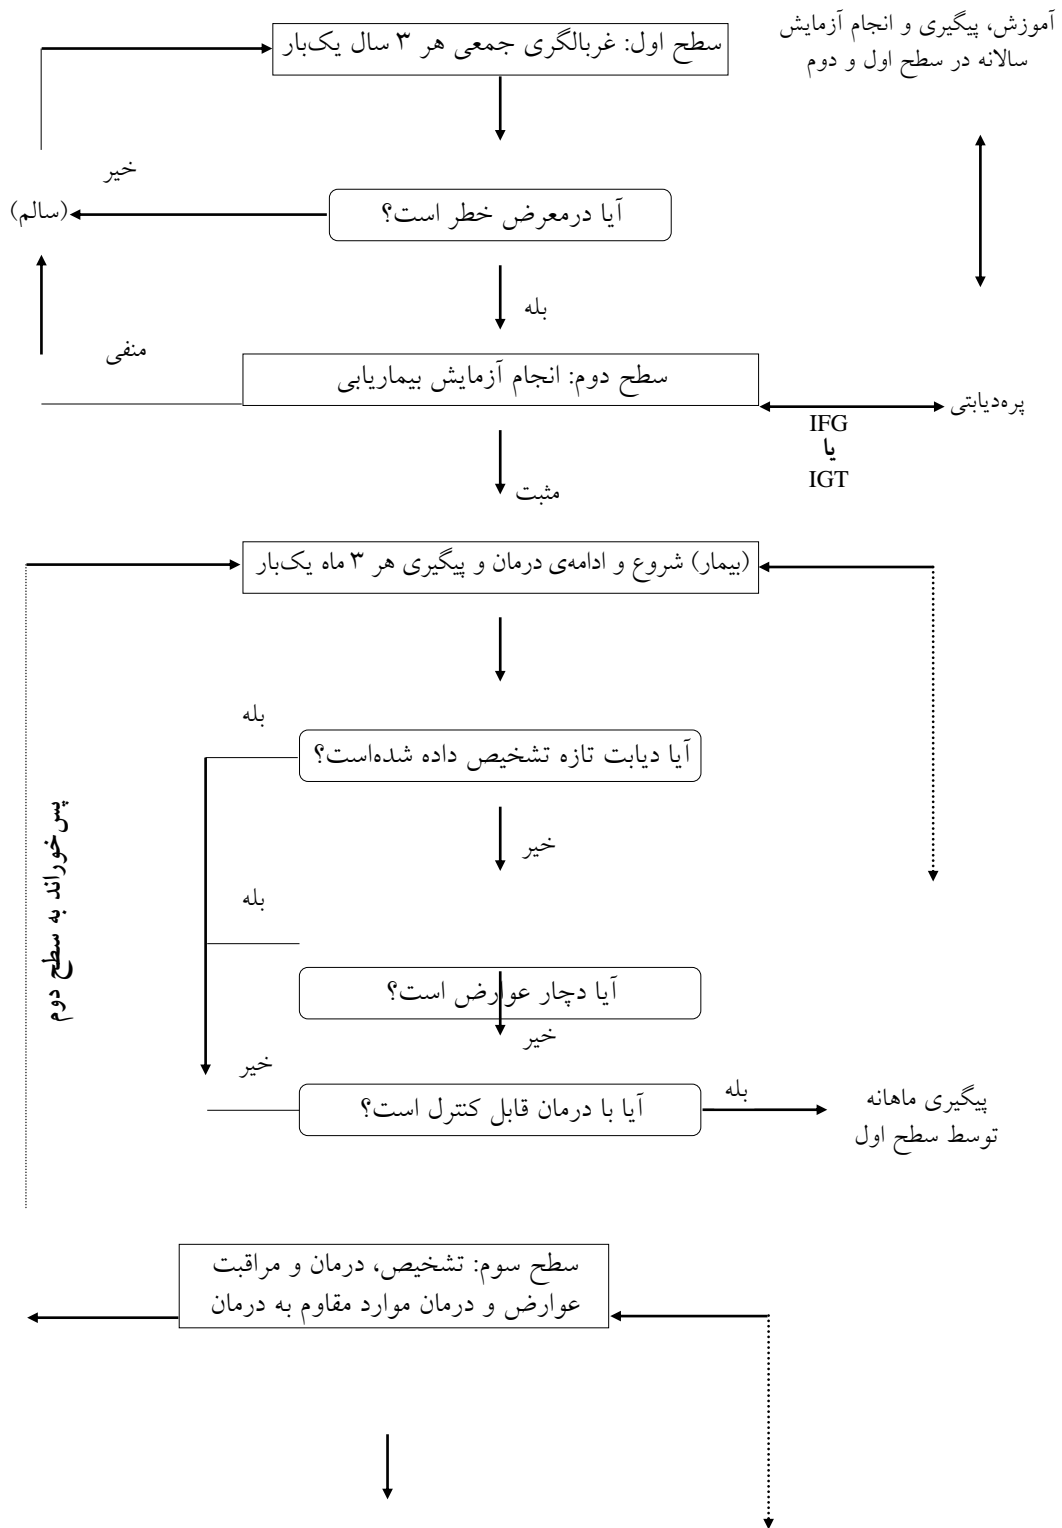 آموزش، پیگیری و انجام آزمایش
سالانه در سطح اول و دوم
سطح اول: غربالگری جمعی هر ۳ سال یک‌بار
خیر
آیا درمعرض خطر است؟
(سالم)
بله
منفی
سطح دوم: انجام آزمایش بیماریابی
پره‌دیابتی
IFG
یا
IGT
مثبت
(بیمار) شروع و ادامه‌ی درمان و پیگیری هر ۳ ماه یک‌بار
بله
آیا دیابت تازه تشخیص داده شده‌است؟
خیر
بله
پس‌خوراند به سطح دوم
آیا دچار عوارض است؟
خیر
خیر
آیا با درمان قابل کنترل است؟
بله
پیگیری ماهانه
توسط سطح اول
سطح سوم: تشخیص، درمان و مراقبت
عوارض و درمان موارد مقاوم به درمان